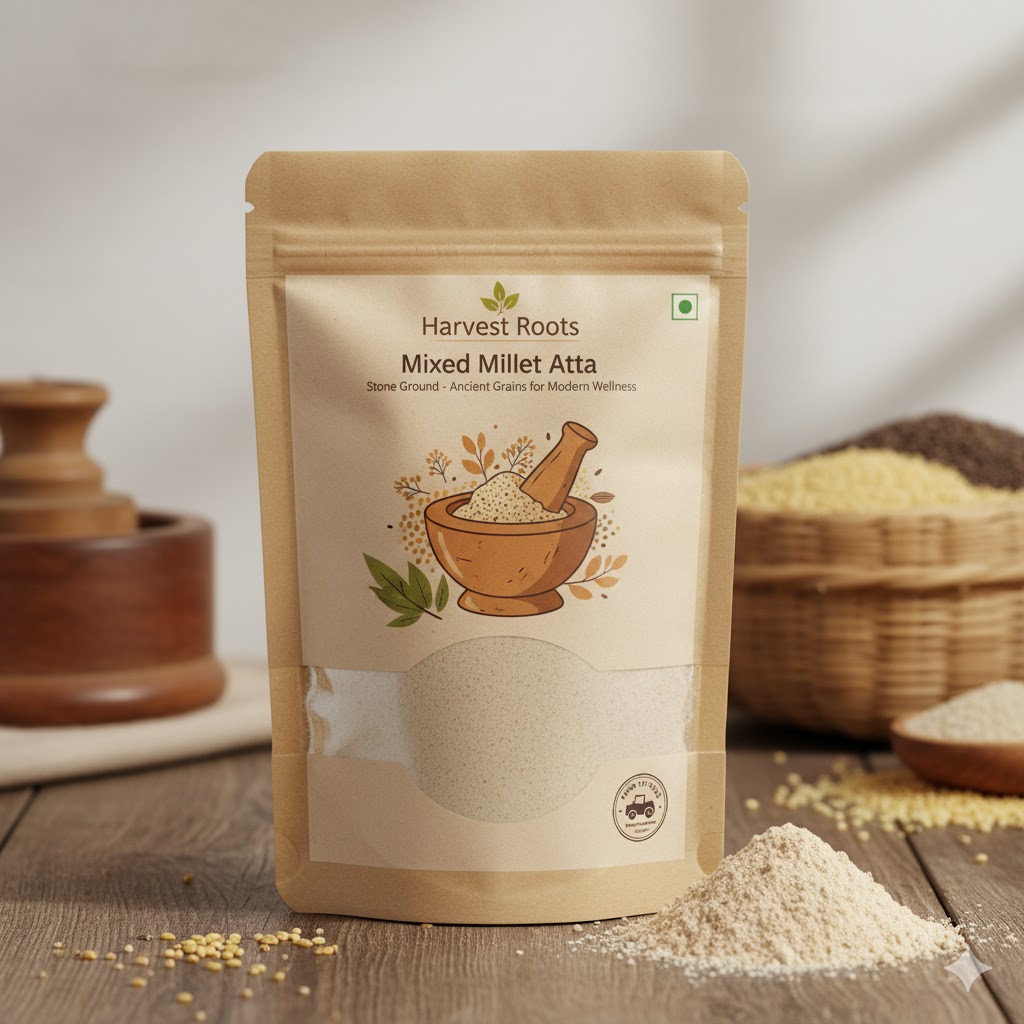 Harvest Roots
Mixed Millet Atta
Stone Ground - Ancient Grains for Modern Wellness